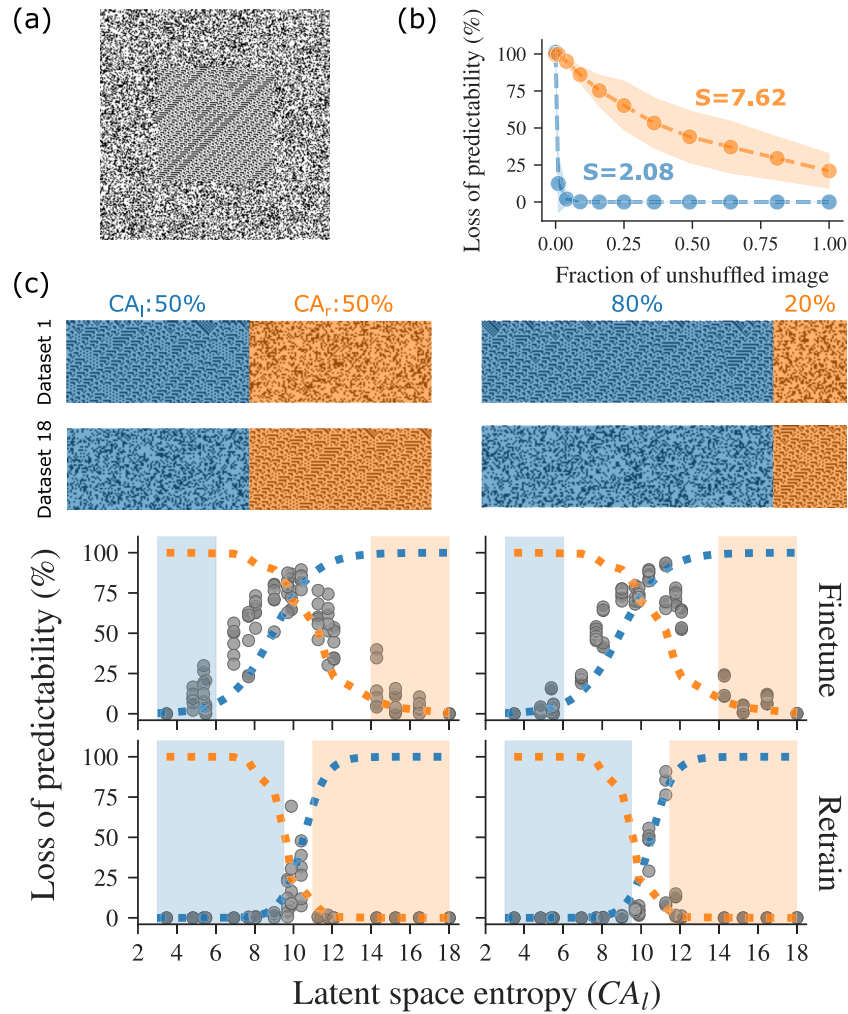 (a)
(b)
Loss of predictability (%)
100
75
50
25
0
S=7.62
S=2.08
0.00 0.25 0.50 0.75 1.00
Fraction of unshuffled image
(c)
CAl:50% CAr:50% 80% 20%
Dataset 1
Dataset 18
Loss of predictability (%)
100
75
50
25
0
Finetune
100
75
50
25
0
Retrain
2 4 6 8 10 12 14 16 18
2 4 6 8 10 12 14 16 18
Latent space entropy (CAl)